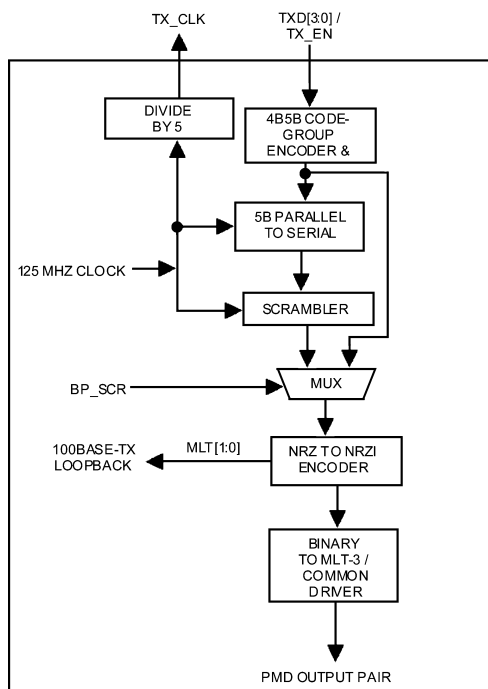 TX_CLK
TXD[3:0] /
TX_EN
DIVIDE
BY 5
4B5B CODE-
GROUP
ENCODER &
5B PARALLEL
TO SERIAL
125 MHZ CLOCK
SCRAMBLER
MUX
BP_SCR
100BASE-TX
LOOPBACK
MLT[1:0]
NRZ TO NRZI
ENCODER
BINARY
TO MLT-3 /
COMMON
DRIVER
PMD OUTPUT PAIR